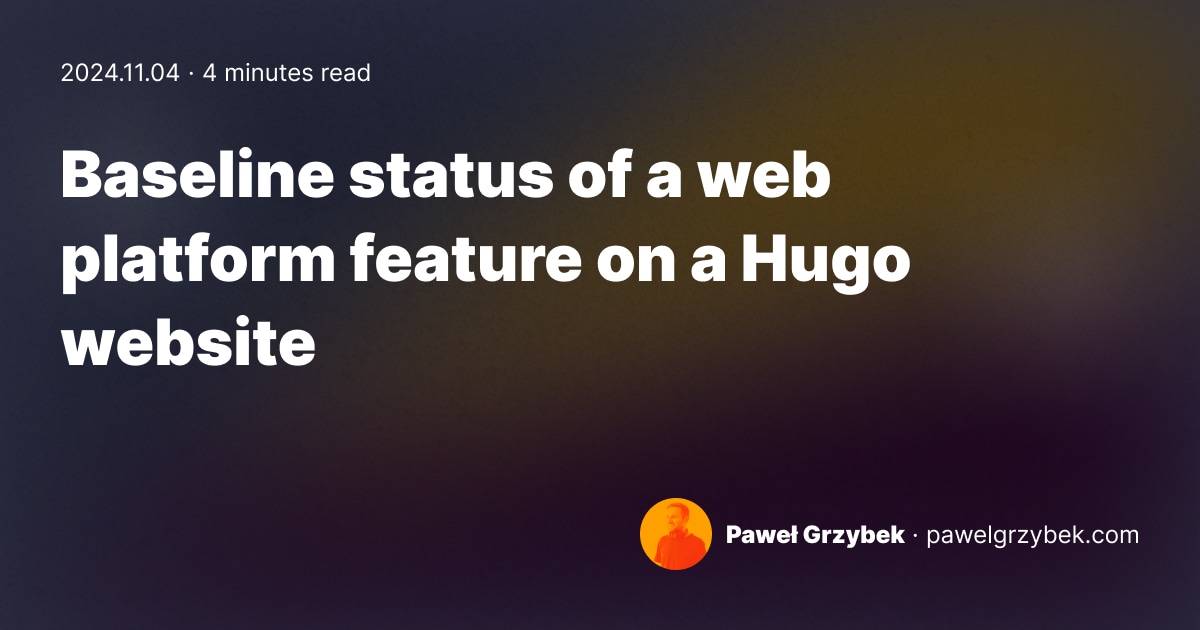 2024.11.04 · 4 minutes read
Baseline status of a web
platform feature on a Hugo
website
Paweł Grzybek · pawelgrzybek.com